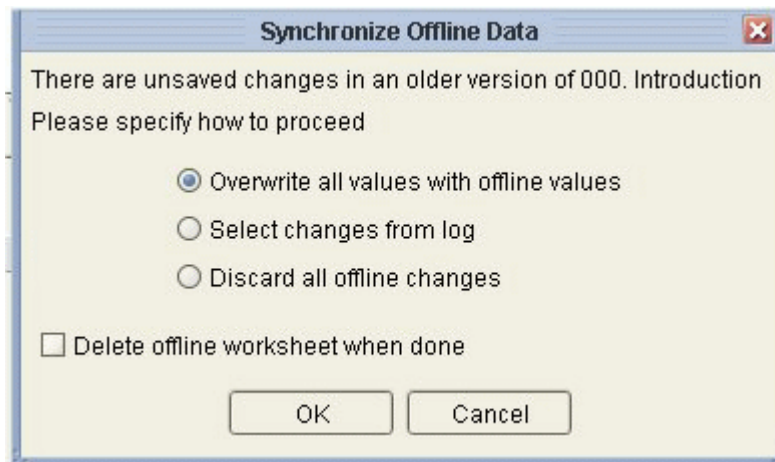 Synchronize Offline Data
There are unsaved changes in an older version of 000. Introduction
Please specify how to proceed
Overwrite all values with offline values
Select changes from log
Discard all offline changes
Delete offline worksheet when done
OK
Cancel